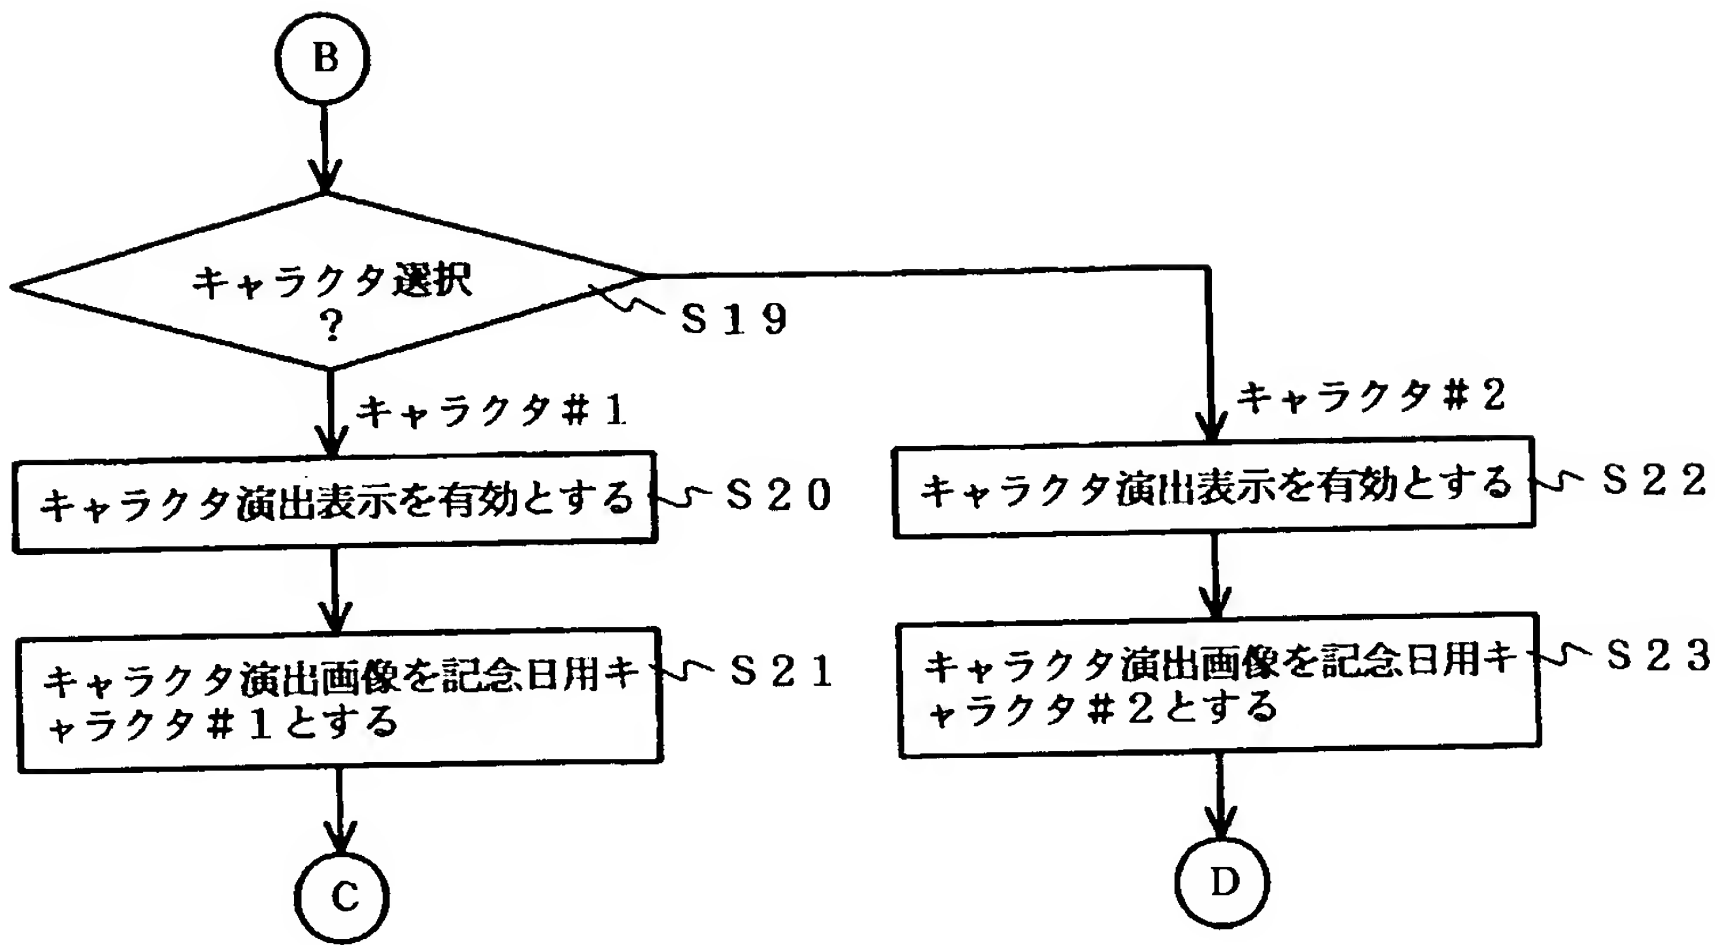 B
キャラクタ選択
?
S19
キャラクタ#1
キャラクタ#2
キャラクタ演出表示を有効とする
S20
キャラクタ演出表示を有効とする
S22
キャラクタ演出画像を記念日用キ
ャラクタ#1とする
S21
キャラクタ演出画像を記念日用キ
ャラクタ#2とする
S23
C
D